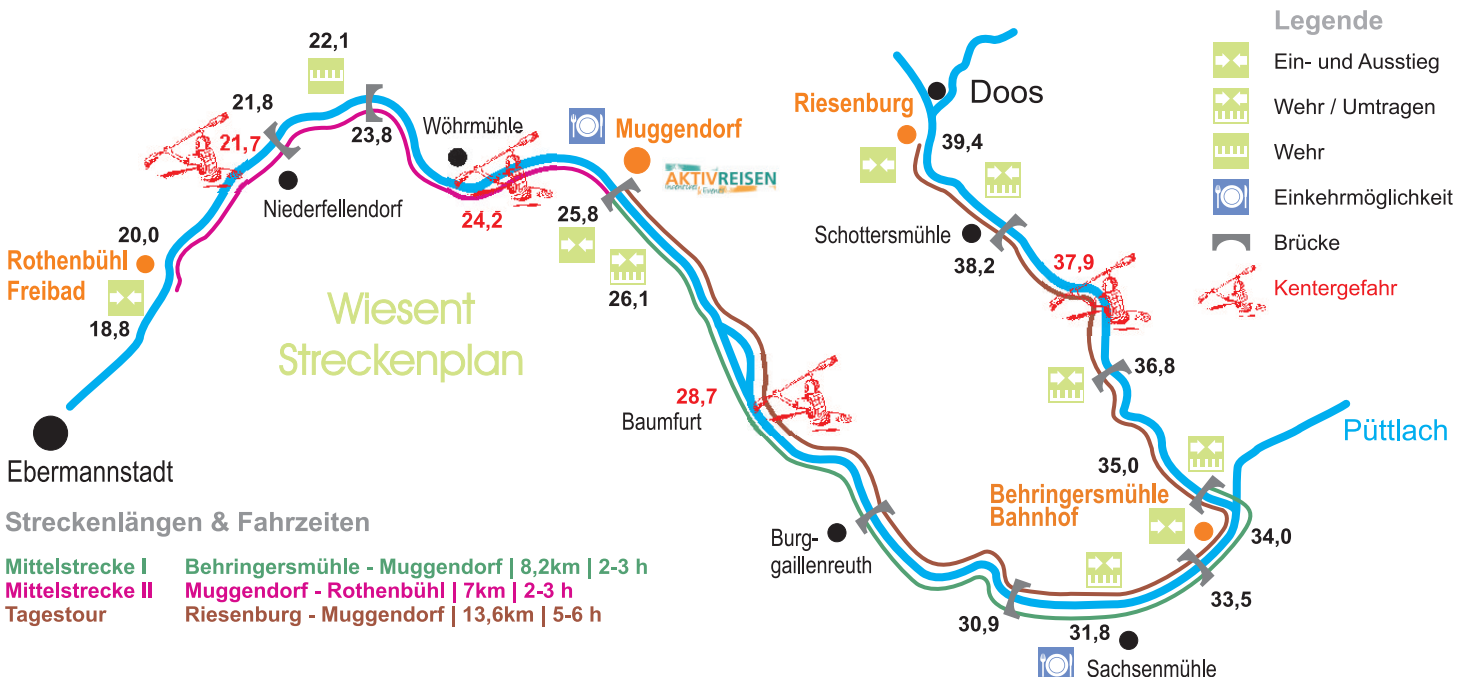 Legende
Ein- und Ausstieg
Wehr / Umtragen
Wehr
Einkehrmöglichkeit
Brücke
Kentergefahr
22,1
21,8
21,7
23,8
Wöhrmühle
Niederfellendorf
24,2
Muggendorf
AKTIVREISEN
25,8
26,1
20,0
Rothenbühl
Freibad
18,8
Wiesent
Streckenplan
Ebermannstadt
Riesenburg
Doos
39,4
Schottersmühle
38,2
37,9
36,8
Püttlach
35,0
Behringersmühle
Bahnhof
34,0
33,5
28,7
Baumfurt
Burg-
gaillenreuth
30,9
31,8
Sachsenmühle
Streckenlängen & Fahrzeiten
Mittelstrecke I Behringersmühle - Muggendorf | 8,2km | 2-3 h
Mittelstrecke II Muggendorf - Rothenbühl | 7km | 2-3 h
Tagestour Riesenburg - Muggendorf | 13,6km | 5-6 h